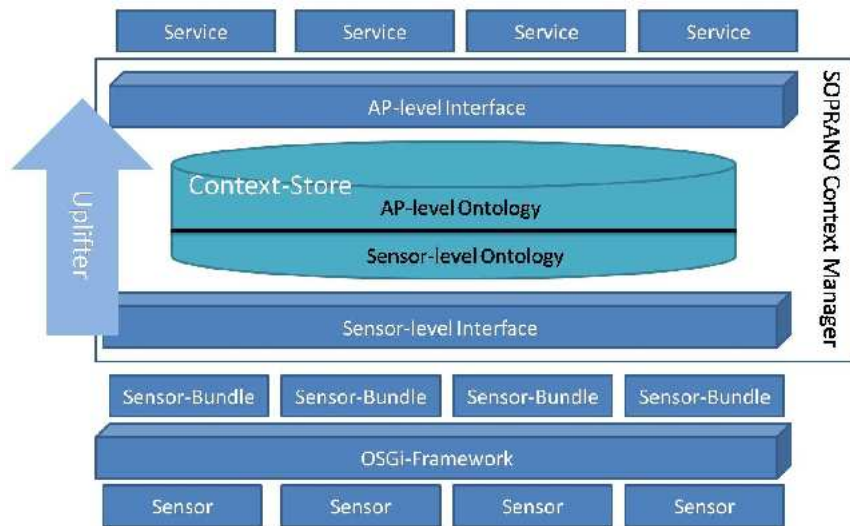 Service
Service
Service
Service
AP-level Interface
Context-Store
AP-level Ontology
Sensor-level Ontology
Uplifter
Sensor-level Interface
SOPRANO Context Manager
Sensor-Bundle
Sensor-Bundle
Sensor-Bundle
Sensor-Bundle
OSGi-Framework
Sensor
Sensor
Sensor
Sensor